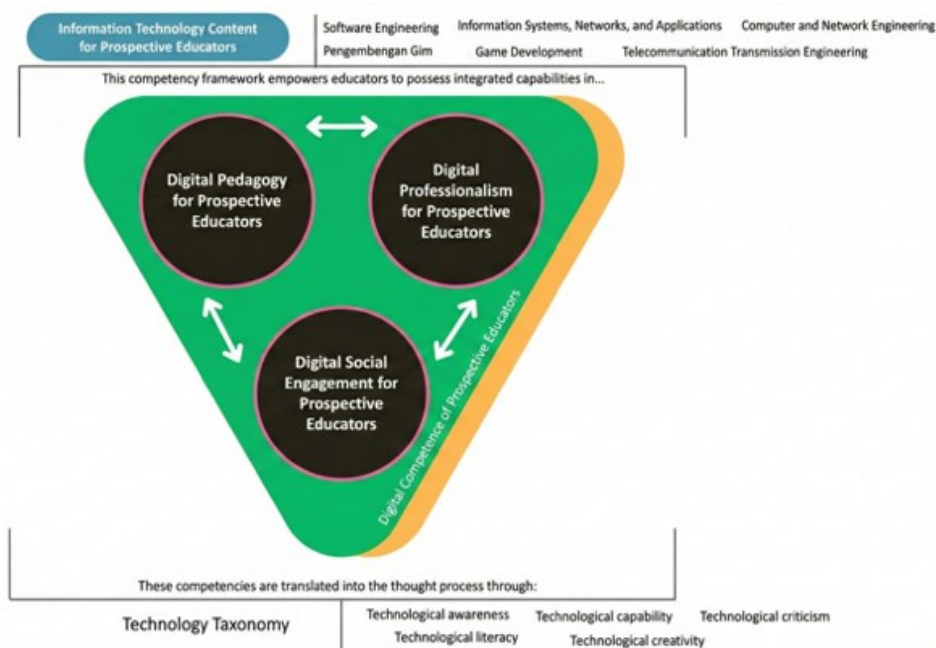 Information Technology Content
for Prospective Educators
Software Engineering
Information Systems, Networks, and Applications
Computer and Network Engineering
Pengembengan Gim
Game Development
Telecommunication Transmission Engineering
This competency framework empowers educators to possess integrated capabilities in...
Digital Pedagogy
for Prospective
Educators
Digital
Professionalism
for Prospective
Educators
Digital Social
Engagement for
Prospective
Educators
Digital Competence of Prospective Educators
These competencies are translated into the thought process through:
Technology Taxonomy
Technological awareness
Technological capability
Technological criticism
Technological literacy
Technological creativity